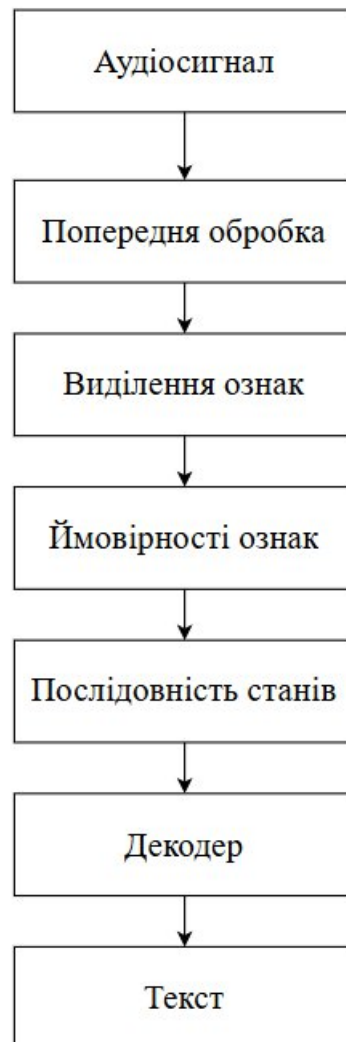 Аудіосигнал
Попередня обробка
Виділення ознак
Ймовірності ознак
Послідовність станів
Декодер
Текст